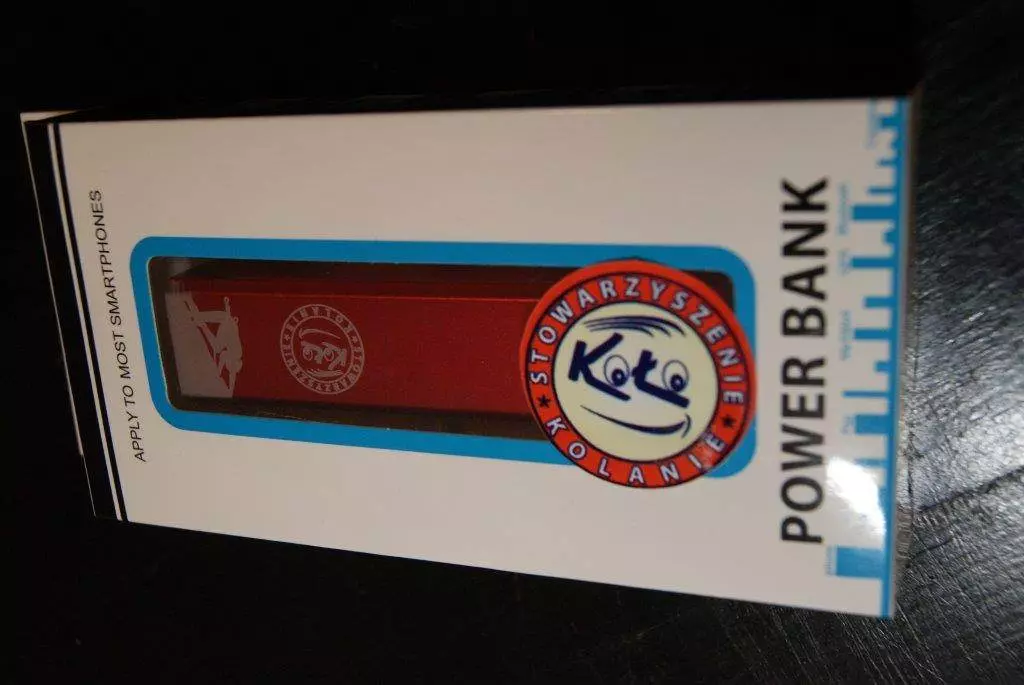 APPLY TO MOST SMARTPHONES
STOWARZYSZENIE
KOŁO
★ KOLANIE ★
POWER BANK